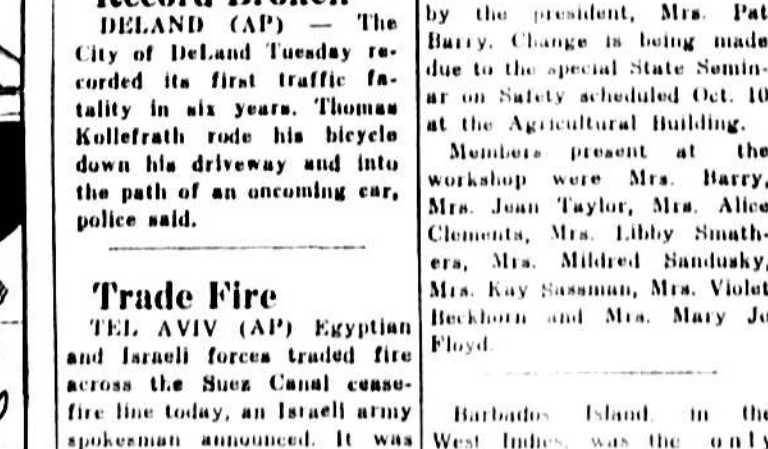 Record Broken
DELAND (AP) — The
City of DeLand Tuesday re-
corded its first traffic fa-
tality in six years. Thomas
Kollefrath rode his bicycle
down his driveway and into
the path of an oncoming car,
police said.
Trade Fire
TEL AVIV (AP) Egyptian
and Israeli forces traded fire
across the Suez Canal cease-
fire line today, an Israeli army
spokesman announced. It was
by the president, Mrs. Pat
Barry. Change is being made
due to the special State Semin-
ar on Safety scheduled Oct. 10
at the Agricultural Building.
Members present at the
workshop were Mrs. Barry,
Mrs. Jean Taylor, Mrs. Alice
Clements, Mrs. Libby Smath-
ers, Mrs. Mildred Sandusky,
Mrs. Kay Sassman, Mrs. Violet
Beckhorn and Mrs. Mary Jo
Floyd.
Barbados Island, in the
West Indies, was the only